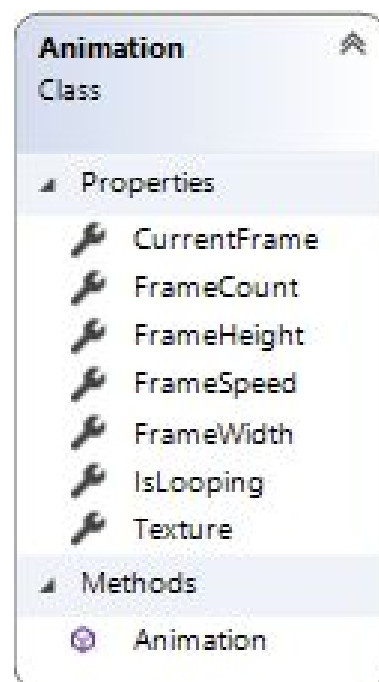 Animation
Class
Properties
CurrentFrame
FrameCount
FrameHeight
FrameSpeed
FrameWidth
IsLooping
Texture
Methods
Animation